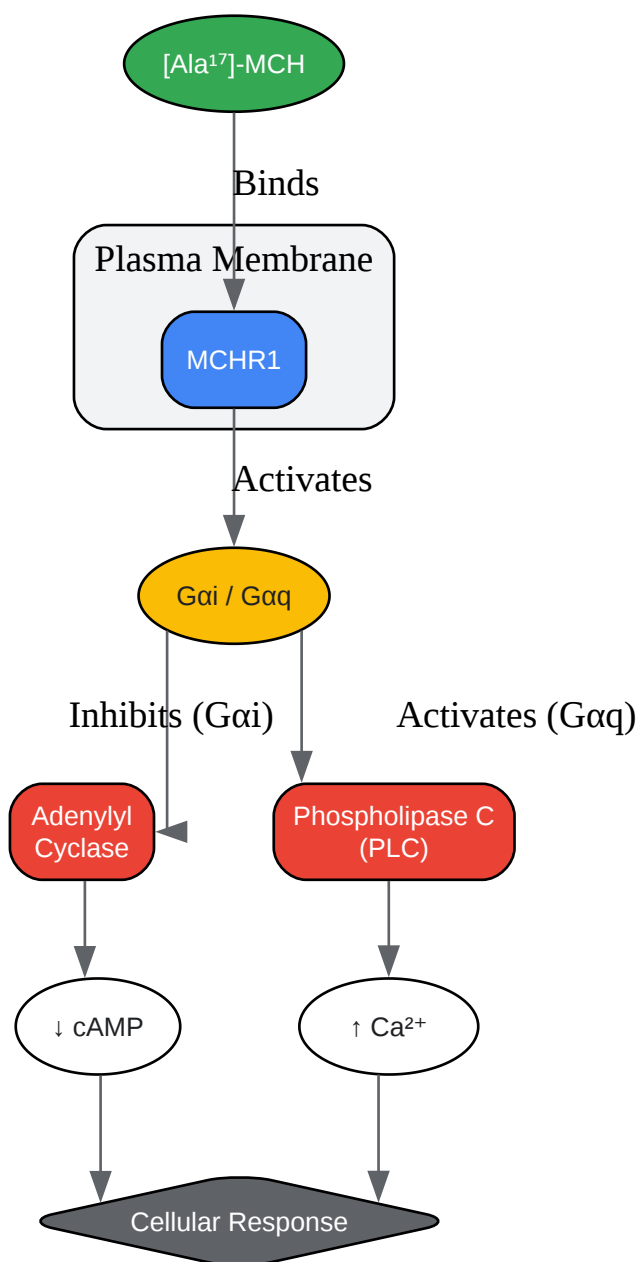 [Ala¹⁷]-MCH
Binds
Plasma Membrane
MCHR1
Activates
Gαi / Gαq
Inhibits (Gαi)
Activates (Gαq)
Adenylyl
Cyclase
Phospholipase C
(PLC)
↓ cAMP
↑ Ca²⁺
Cellular Response